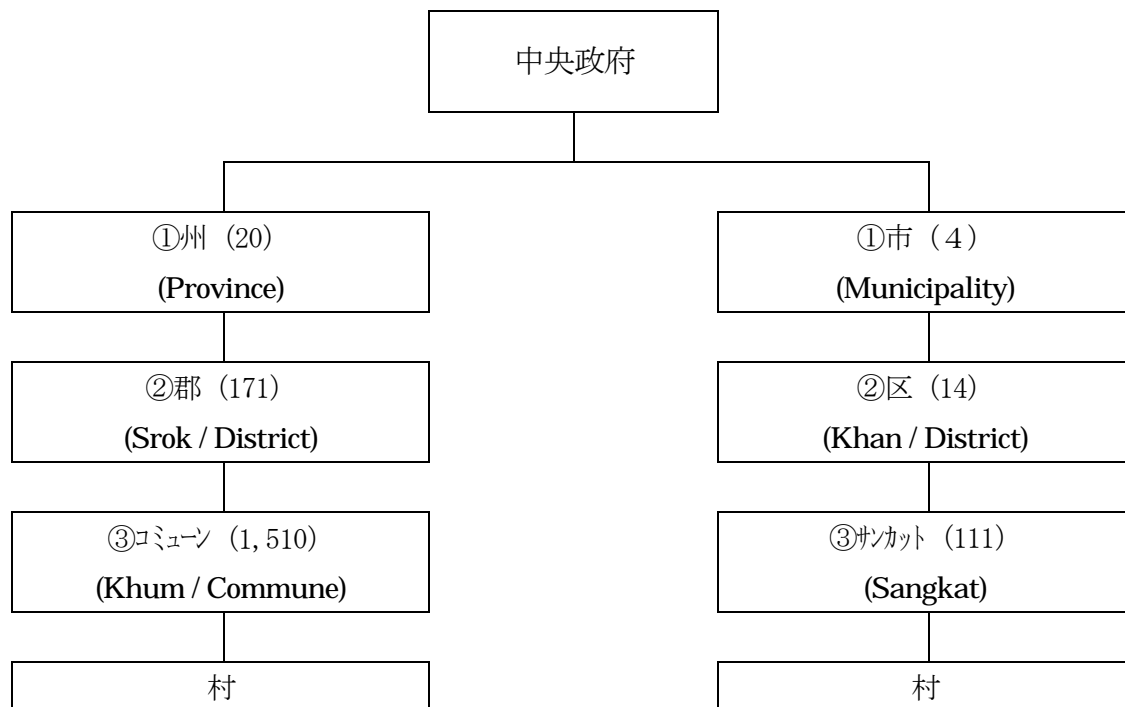 中央政府
①州 (20)
(Province)
①市 (４)
(Municipality)
②郡 (171)
(Srok / District)
②区 (14)
(Khan / District)
③ｺﾐｭｰﾝ (1,510)
(Khum / Commune)
③ｻﾝｶｯﾄ (111)
(Sangkat)
村
村